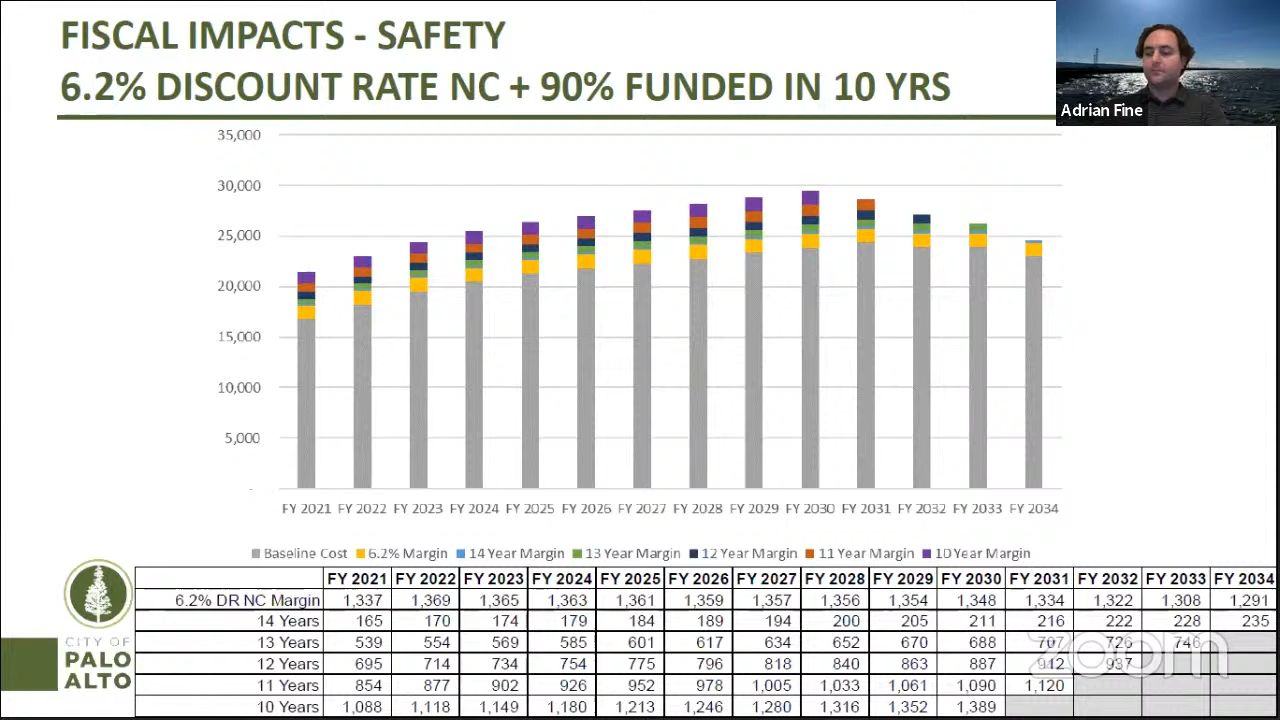 FISCAL IMPACTS - SAFETY
6.2% DISCOUNT RATE NC + 90% FUNDED IN 10 YRS
Adrian Fine
35,000
30,000
25,000
20,000
15,000
10,000
5,000
-
FY 2021 FY 2022 FY 2023 FY 2024 FY 2025 FY 2026 FY 2027 FY 2028 FY 2029 FY 2030 FY 2031 FY 2032 FY 2033 FY 2034
Baseline Cost 6.2% Margin 14 Year Margin 13 Year Margin 12 Year Margin 11 Year Margin 10 Year Margin
FY 2021 FY 2022 FY 2023 FY 2024 FY 2025 FY 2026 FY 2027 FY 2028 FY 2029 FY 2030 FY 2031 FY 2032 FY 2033 FY 2034
6.2% DR NC Margin 1,337 1,369 1,365 1,363 1,361 1,359 1,357 1,356 1,354 1,348 1,334 1,322 1,308 1,291
14 Years 165 170 174 179 184 189 194 200 205 211 216 222 228 235
13 Years 539 554 569 585 601 617 634 652 670 688 707 726 746
12 Years 695 714 734 754 775 796 818 840 863 887 912 937
11 Years 854 877 902 926 952 978 1,005 1,033 1,061 1,090 1,120
10 Years 1,088 1,118 1,149 1,180 1,213 1,246 1,280 1,316 1,352 1,389
CITY OF
PALO
ALTO
zoom